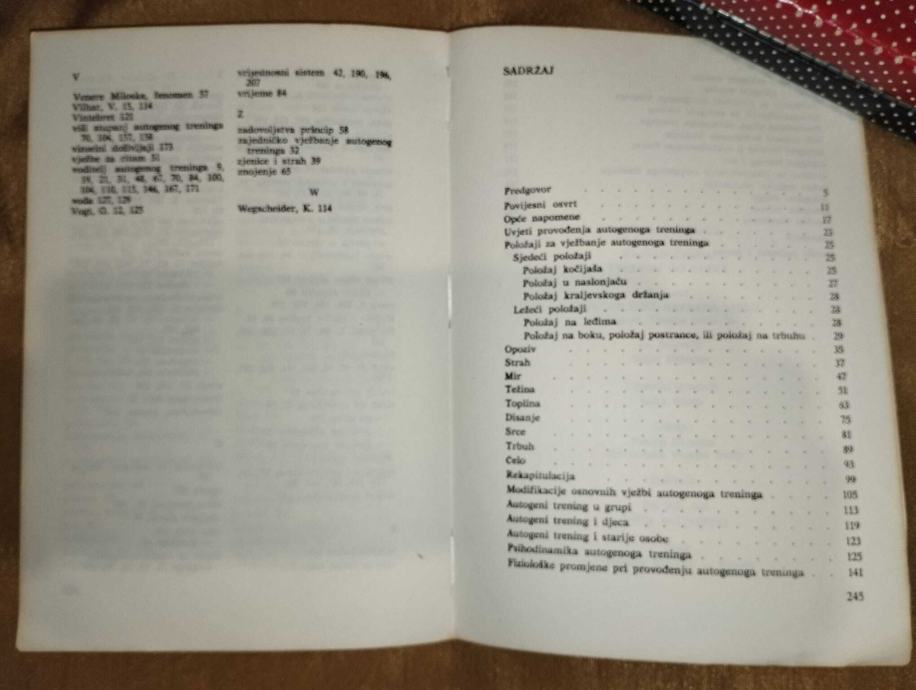 V
Venere Miloske, fenomen 57
Vilhar, V. 15, 114
Vintebret 121
viši stupanj autogenog treninga
70, 104, 157, 158
vizuelni doživljaji 173
vježbe za ritam 51
voditelj autogenog treninga 9,
19, 21, 31, 48, 67, 70, 84, 100,
104, 110, 115, 146, 167, 171
voda 127, 129
Vogt, O. 12, 125
vrijednosni sistem 42, 190, 196,
207
vrijeme 84
Z
zadovoljstva princip 58
zajedničko vježbanje autogenog
treninga 32
zjenice i strah 39
znojenje 65
W
Wegscheider, K. 114
SADRŽAJ
Predgovor 5
Povijesni osvrt 11
Opće napomene 17
Uvjeti provođenja autogenoga treninga 23
Položaji za vježbanje autogenoga treninga 25
Sjedeći položaji 25
Položaj kočijaša 25
Položaj u naslonjaču 27
Položaj kraljevskoga držanja 28
Ležeći položaji 28
Položaj na leđima 28
Položaj na boku, položaj postrance, ili položaj na trbuhu . 29
Opoziv 35
Strah 37
Mir 47
Težina 51
Toplina 63
Disanje 75
Srce 81
Trbuh 89
Čelo 93
Rekapitulacija 99
Modifikacije osnovnih vježbi autogenoga treninga 105
Autogeni trening u grupi 113
Autogeni trening i djeca 119
Autogeni trening i starije osobe 123
Psihodinamika autogenoga treninga 125
Fiziološke promjene pri provođenju autogenoga treninga 141
245